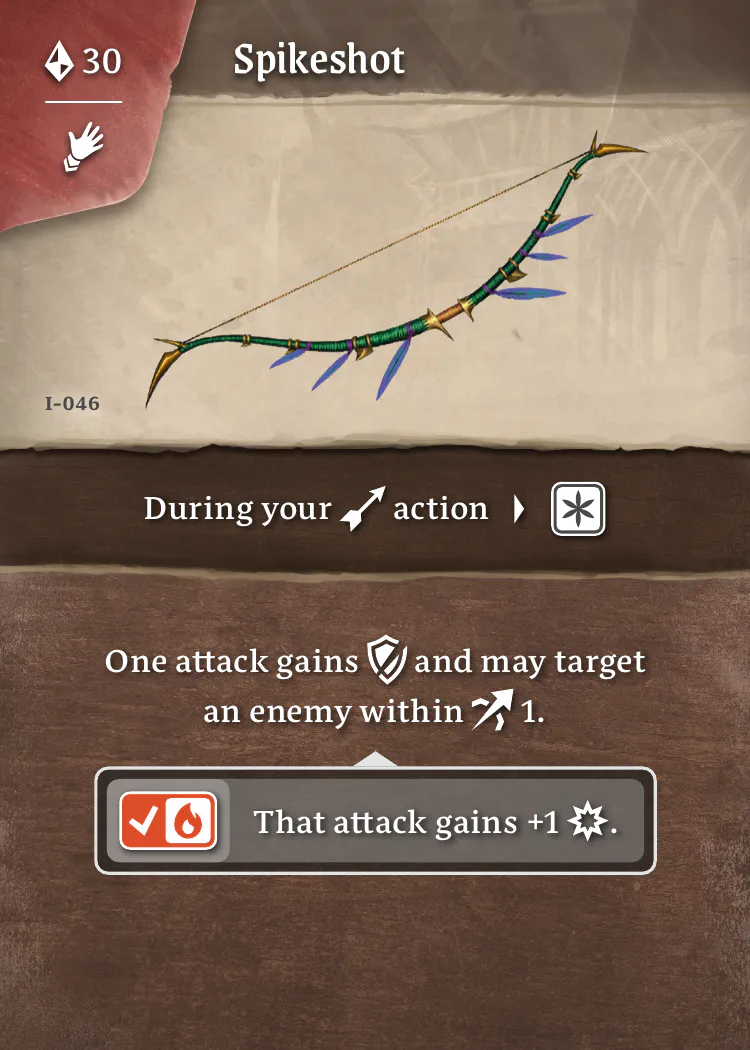 30
Spikeshot
I-046
During your action
One attack gains and may target
an enemy within 1.
That attack gains +1 .